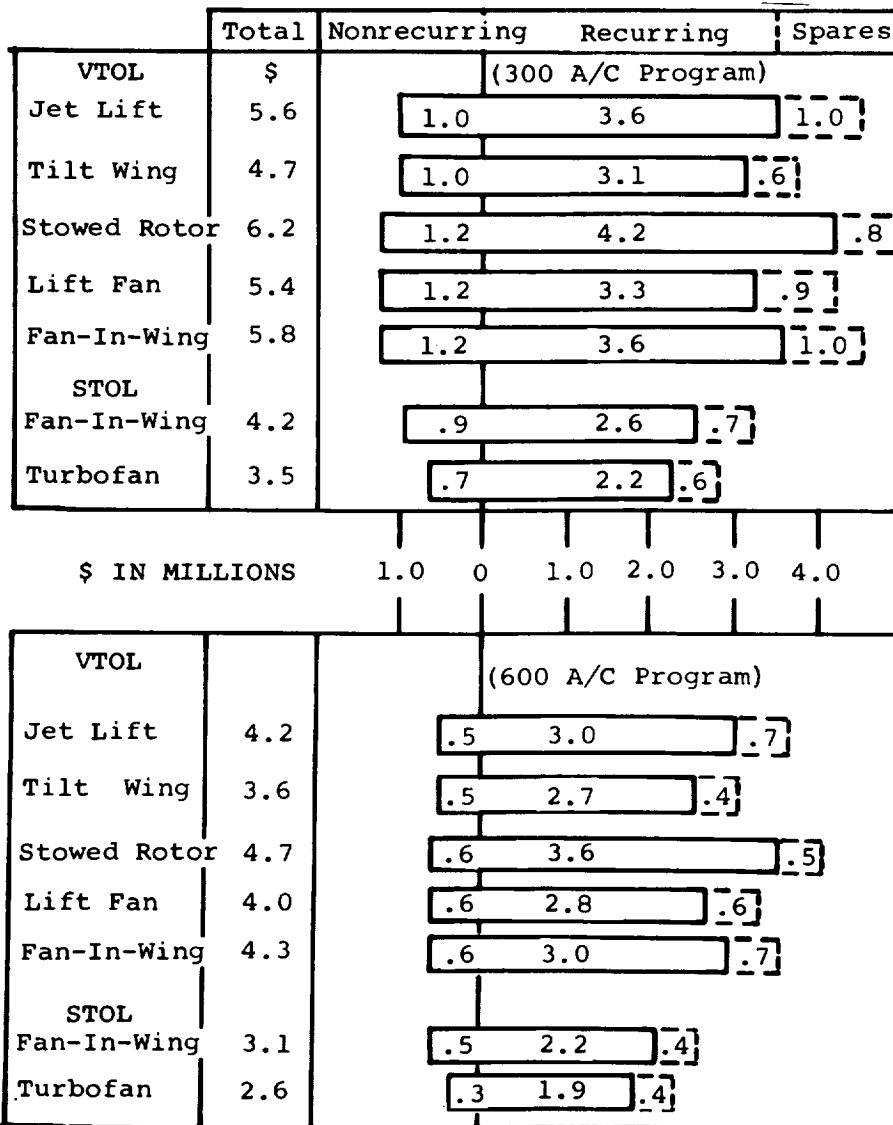 Total Nonrecurring Recurring Spares
VTOL $ (300 A/C Program)
Jet Lift 5.6 1.0 3.6 1.0
Tilt Wing 4.7 1.0 3.1 .6
Stowed Rotor 6.2 1.2 4.2 .8
Lift Fan 5.4 1.2 3.3 .9
Fan-In-Wing 5.8 1.2 3.6 1.0
STOL
Fan-In-Wing 4.2 .9 2.6 .7
Turbofan 3.5 .7 2.2 .6
$ IN MILLIONS 1.0 0 1.0 2.0 3.0 4.0
VTOL
(600 A/C Program)
Jet Lift 4.2 .5 3.0 .7
Tilt Wing 3.6 .5 2.7 .4
Stowed Rotor 4.7 .6 3.6 .5
Lift Fan 4.0 .6 2.8 .6
Fan-In-Wing 4.3 .6 3.0 .7
STOL
Fan-In-Wing 3.1 .5 2.2 .4
Turbofan 2.6 .3 1.9 .4